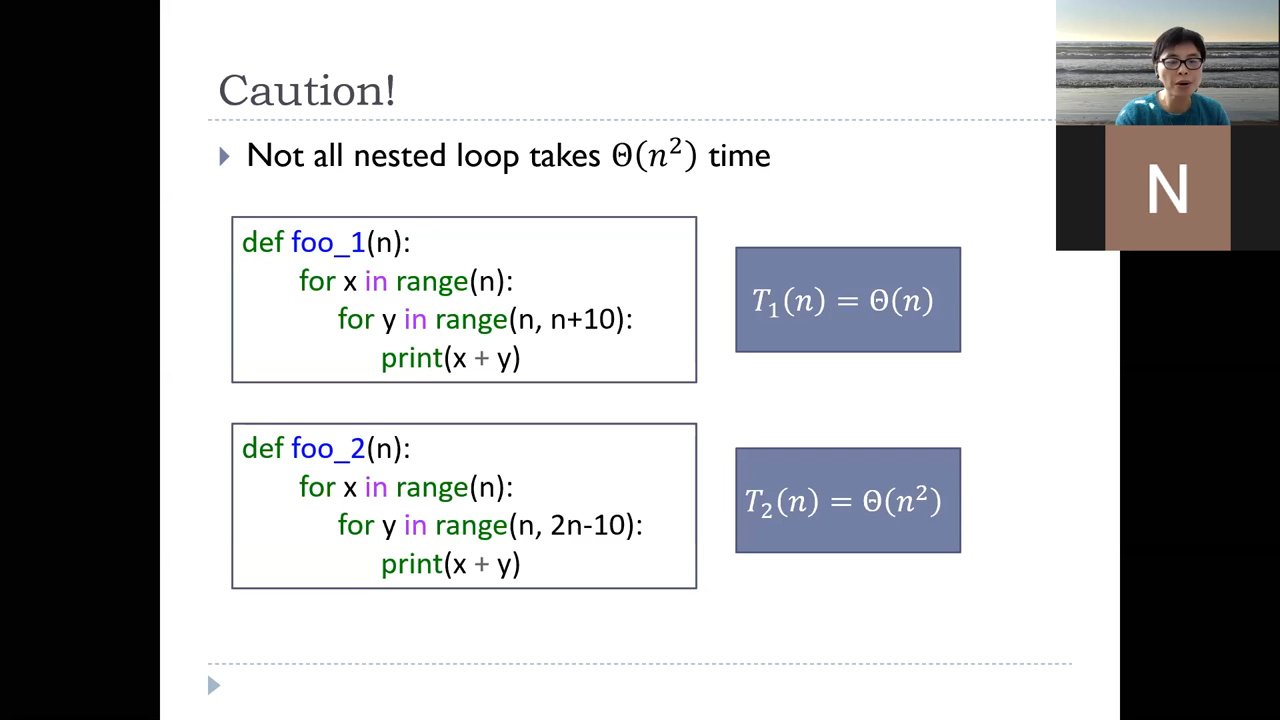 Caution!
Not all nested loop takes Θ(n²) time
def foo_1(n):
for x in range(n):
for y in range(n, n+10):
print(x + y)
T₁(n) = Θ(n)
def foo_2(n):
for x in range(n):
for y in range(n, 2n-10):
print(x + y)
T₂(n) = Θ(n²)
N